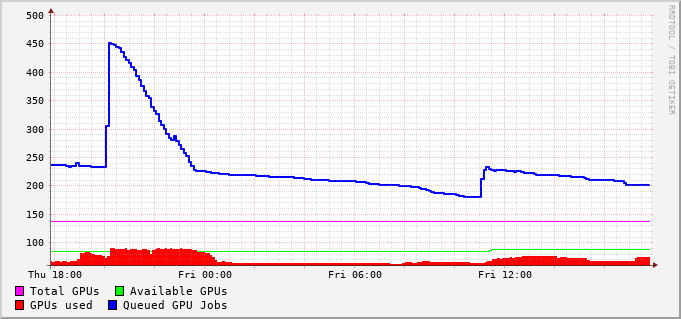 500
450
400
350
300
250
200
150
100
Thu 18:00 Fri 00:00 Fri 06:00 Fri 12:00
Total GPUs Available GPUs
GPUs used Queued GPU Jobs
RRDTOOL / TOBI OETIKER